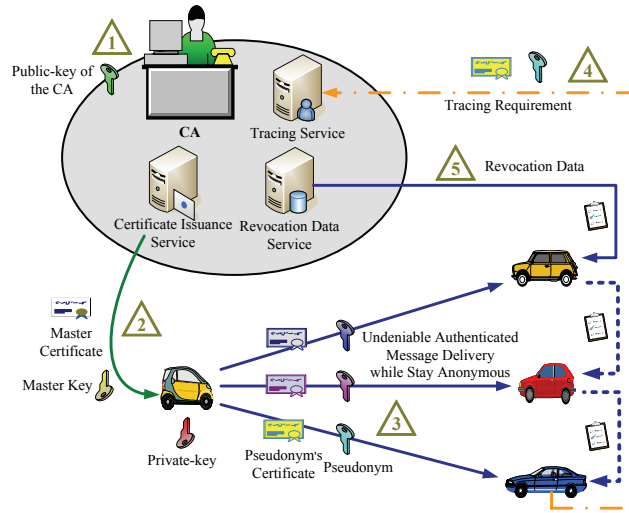 1
Public-key of
the CA
CA
Tracing Service
4
Tracing Requirement
5
Revocation Data
Certificate Issuance
Service
Revocation Data
Service
2
Master
Certificate
Master Key
Private-key
Undeniable Authenticated
Message Delivery
while Stay Anonymous
3
Pseudonym's
Certificate
Pseudonym